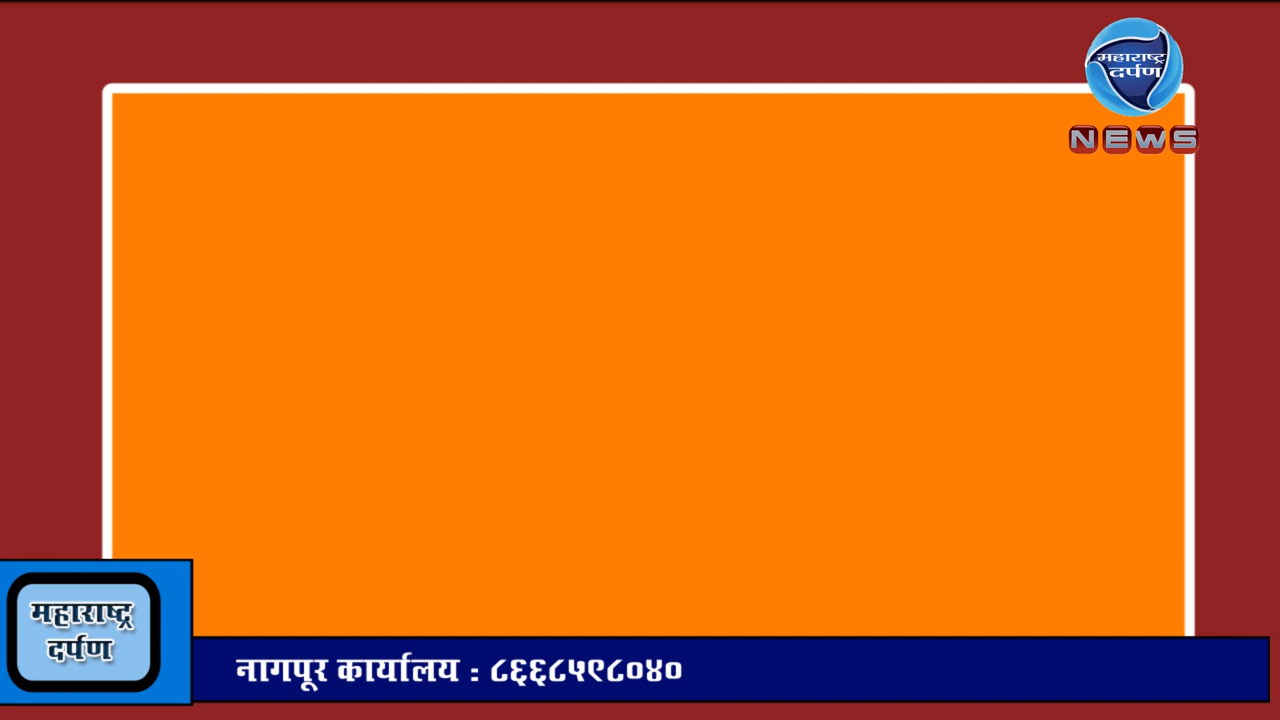 महाराष्ट्र
दर्पण
NEWS
महाराष्ट्र
दर्पण
नागपूर कार्यालय : ८६६८५९८०४०